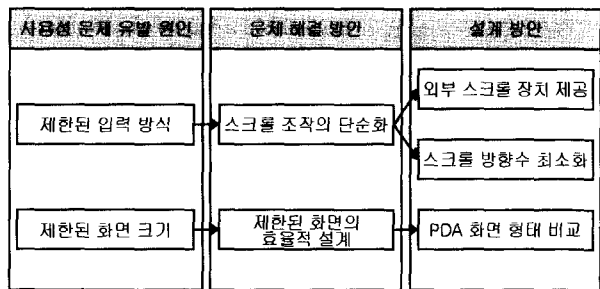 사용성 문제 유발 원인
문제 해결 방안
설계 방안
외부 스크롤 장치 제공
제한된 입력 방식
스크롤 조작의 단순화
스크롤 방향수 최소화
제한된 화면 크기
제한된 화면의
효율적 설계
PDA 화면 형태 비교